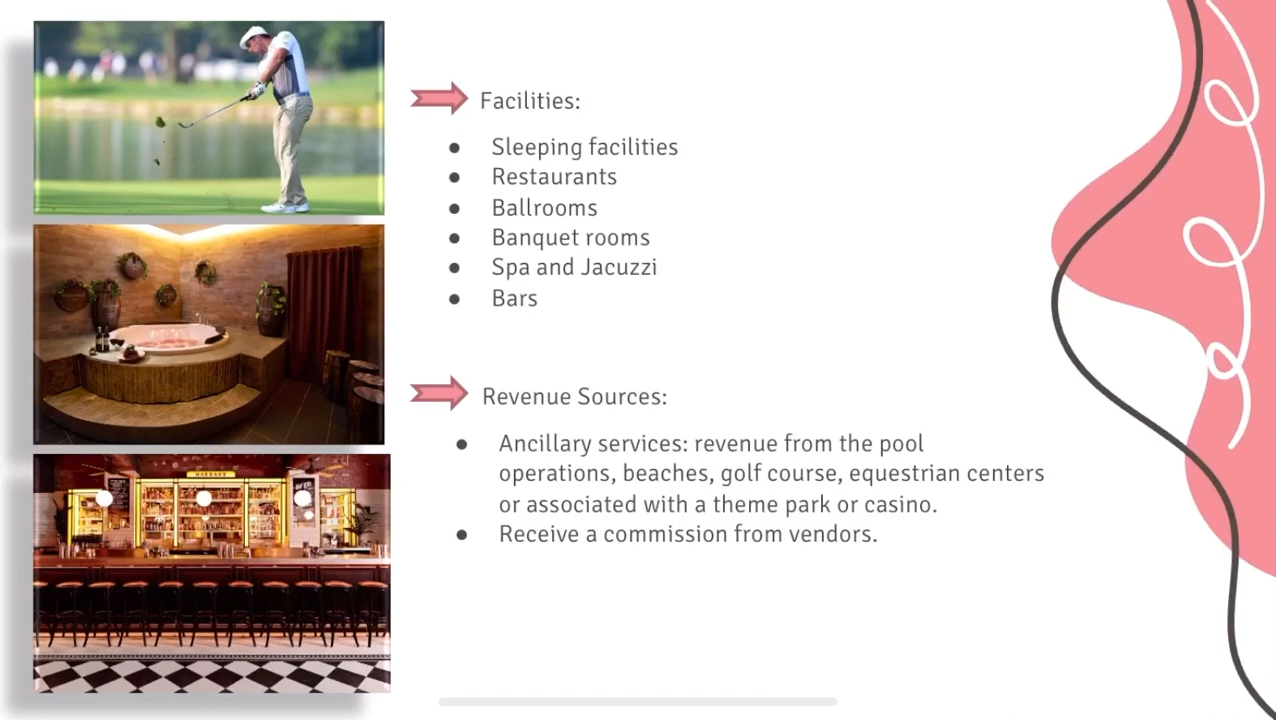 Facilities:
● Sleeping facilities
● Restaurants
● Ballrooms
● Banquet rooms
● Spa and Jacuzzi
● Bars
Revenue Sources:
● Ancillary services: revenue from the pool
operations, beaches, golf course, equestrian centers
or associated with a theme park or casino.
● Receive a commission from vendors.